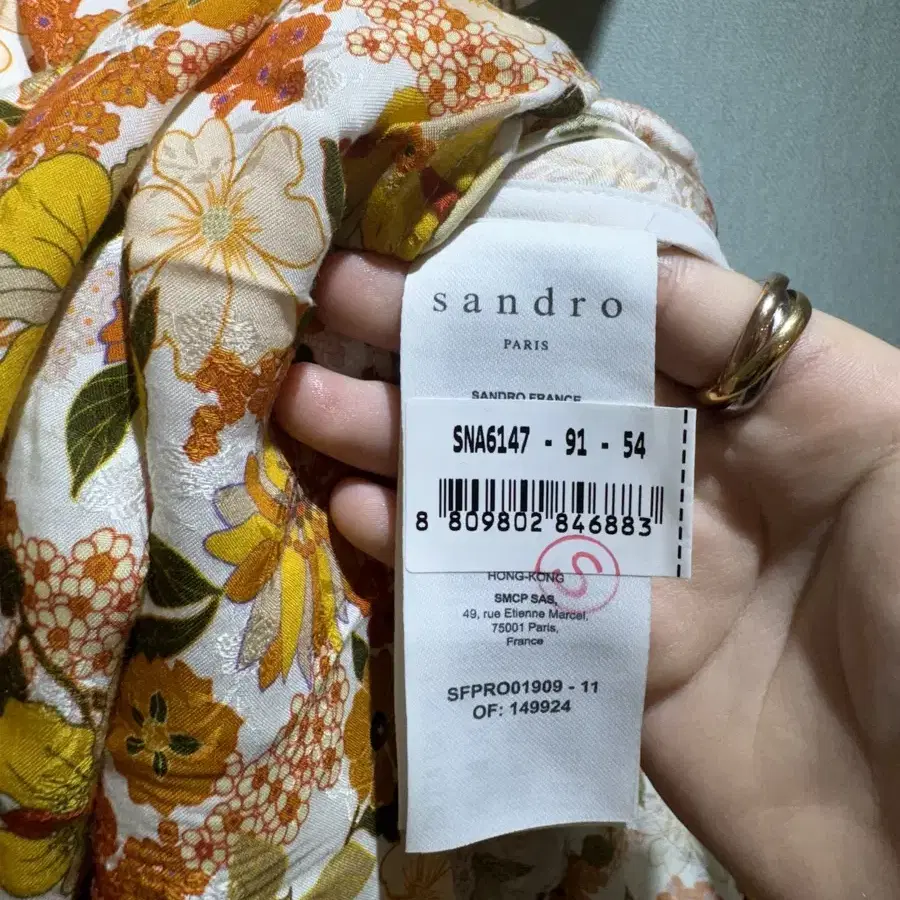 sandro
PARIS
SANDRO FRANCE
SNA6147 - 91 - 54
8 809802 846883
S
HONG-KONG
SMCP SAS,
49, rue Etienne Marcel,
75001 Paris,
France
SFPRO01909 - 11
OF: 149924